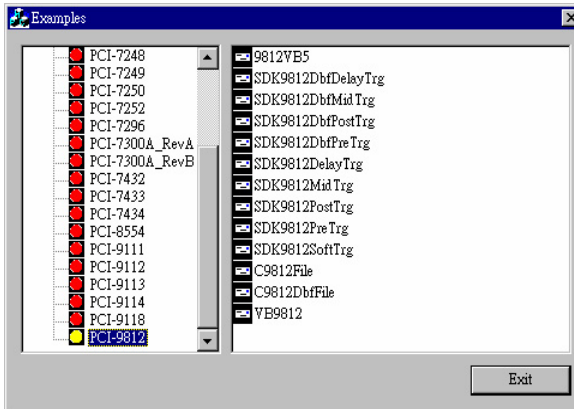 Examples
PCI-7248
PCI-7249
PCI-7250
PCI-7252
PCI-7296
PCI-7300A_RevA
PCI-7300A_RevB
PCI-7432
PCI-7433
PCI-7434
PCI-8554
PCI-9111
PCI-9112
PCI-9113
PCI-9114
PCI-9118
PCI-9812
9812VB5
SDK9812DbfDelayTrg
SDK9812DbfMidTrg
SDK9812DbfPostTrg
SDK9812DbfPreTrg
SDK9812DelayTrg
SDK9812MidTrg
SDK9812PostTrg
SDK9812PreTrg
SDK9812SoftTrg
C9812File
C9812DbfFile
VB9812
Exit